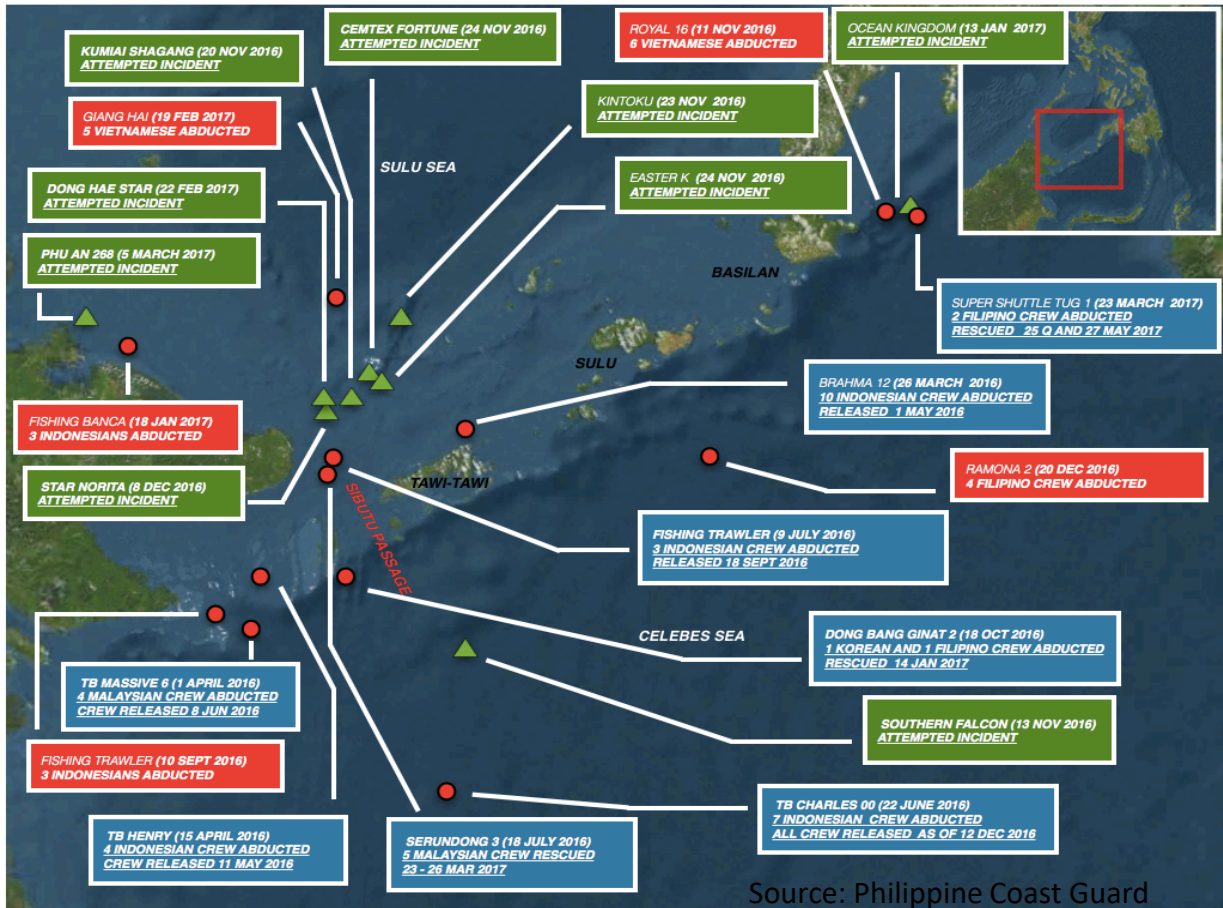 CEMTEX FORTUNE (24 NOV 2016)
ATTEMPTED INCIDENT
ROYAL 16 (11 NOV 2016)
6 VIETNAMESE ABDUCTED
OCEAN KINGDOM (13 JAN 2017)
ATTEMPTED INCIDENT
KUMIAI SHAGANG (20 NOV 2016)
ATTEMPTED INCIDENT
KINTOKU (23 NOV 2016)
ATTEMPTED INCIDENT
GIANG HAI (19 FEB 2017)
5 VIETNAMESE ABDUCTED
SULU SEA
EASTER K (24 NOV 2016)
ATTEMPTED INCIDENT
DONG HAE STAR (22 FEB 2017)
ATTEMPTED INCIDENT
PHU AN 268 (5 MARCH 2017)
ATTEMPTED INCIDENT
BASILAN
SUPER SHUTTLE TUG 1 (23 MARCH 2017)
2 FILIPINO CREW ABDUCTED
RESCUED 25 Q AND 27 MAY 2017
SULU
BRAHMA 12 (26 MARCH 2016)
10 INDONESIAN CREW ABDUCTED
RELEASED 1 MAY 2016
FISHING BANCA (18 JAN 2017)
3 INDONESIANS ABDUCTED
RAMONA 2 (20 DEC 2016)
4 FILIPINO CREW ABDUCTED
STAR NORITA (8 DEC 2016)
ATTEMPTED INCIDENT
TAWI-TAWI
SIBUTU PASSAGE
FISHING TRAWLER (9 JULY 2016)
3 INDONESIAN CREW ABDUCTED
RELEASED 18 SEPT 2016
CELEBES SEA
DONG BANG GINAT 2 (18 OCT 2016)
1 KOREAN AND 1 FILIPINO CREW ABDUCTED
RESCUED 14 JAN 2017
TB MASSIVE 6 (1 APRIL 2016)
4 MALAYSIAN CREW ABDUCTED
CREW RELEASED 8 JUN 2016
SOUTHERN FALCON (13 NOV 2016)
ATTEMPTED INCIDENT
FISHING TRAWLER (10 SEPT 2016)
3 INDONESIANS ABDUCTED
TB CHARLES 00 (22 JUNE 2016)
7 INDONESIAN CREW ABDUCTED
ALL CREW RELEASED AS OF 12 DEC 2016
TB HENRY (15 APRIL 2016)
4 INDONESIAN CREW ABDUCTED
CREW RELEASED 11 MAY 2016
SERUNDONG 3 (18 JULY 2016)
5 MALAYSIAN CREW RESCUED
23 - 26 MAR 2017
Source: Philippine Coast Guard